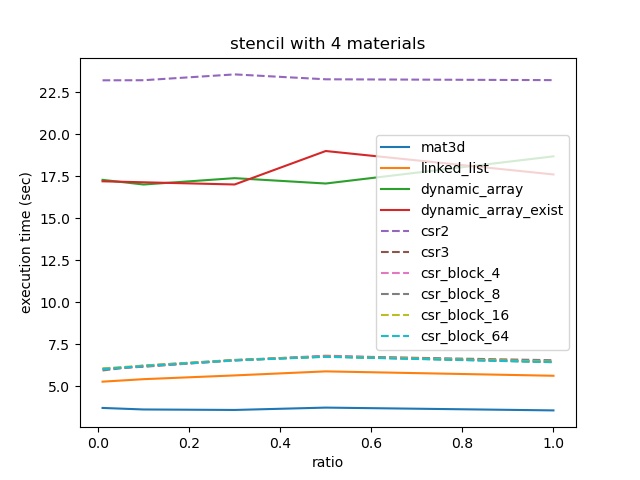 stencil with 4 materials
execution time (sec)
22.5
20.0
17.5
15.0
12.5
10.0
7.5
5.0
mat3d
linked_list
dynamic_array
dynamic_array_exist
csr2
csr3
csr_block_4
csr_block_8
csr_block_16
csr_block_64
0.0 0.2 0.4 0.6 0.8 1.0
ratio